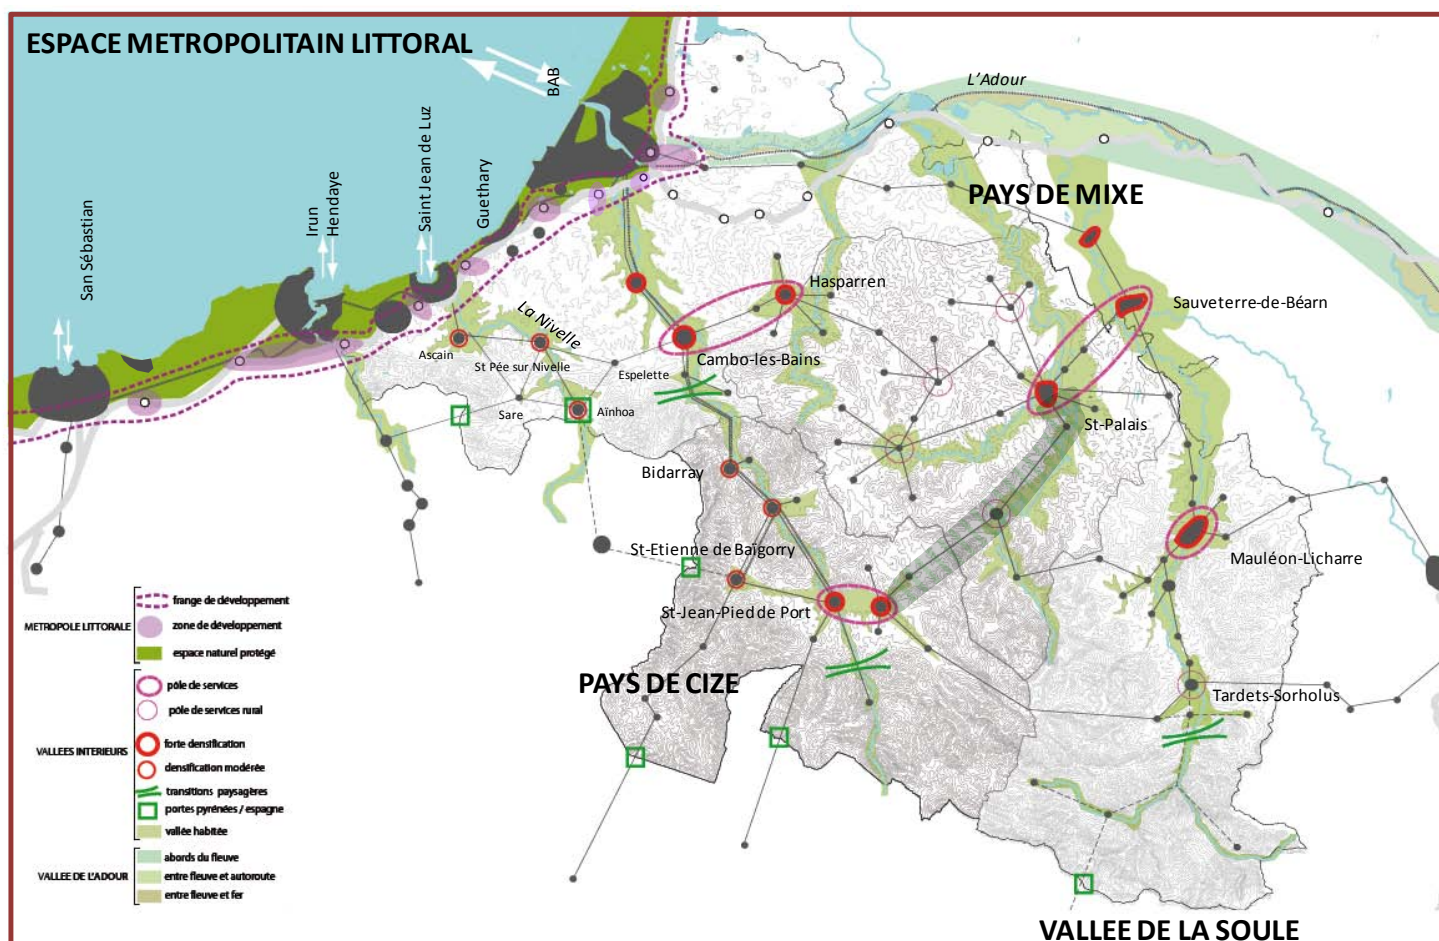 ESPACE METROPOLITAIN LITTORAL
BAB
L'Adour
Saint Jean de Luz
Guethary
Irun
Hendaye
San Sébastian
PAYS DE MIXE
Hasparren
Sauveterre-de-Béarn
La Nivelle
Ascain
St Pée sur Nivelle
Cambo-les-Bains
Espelette
Sare
Aïnhoa
St-Palais
Bidarray
St-Etienne de Baïgorry
Mauléon-Licharre
St-Jean-Pied de Port
PAYS DE CIZE
Tardets-Sorholus
VALLEE DE LA SOULE
METROPOLE LITTORALE
frange de développement
zone de développement
espace naturel protégé
VALLEES INTERIEURS
pôle de services
pôle de services rural
forte densification
densification modérée
transitions paysagères
portes pyrénées / espagne
vallée habitée
VALLEE DE L'ADOUR
abords du fleuve
entre fleuve et autoroute
entre fleuve et fer